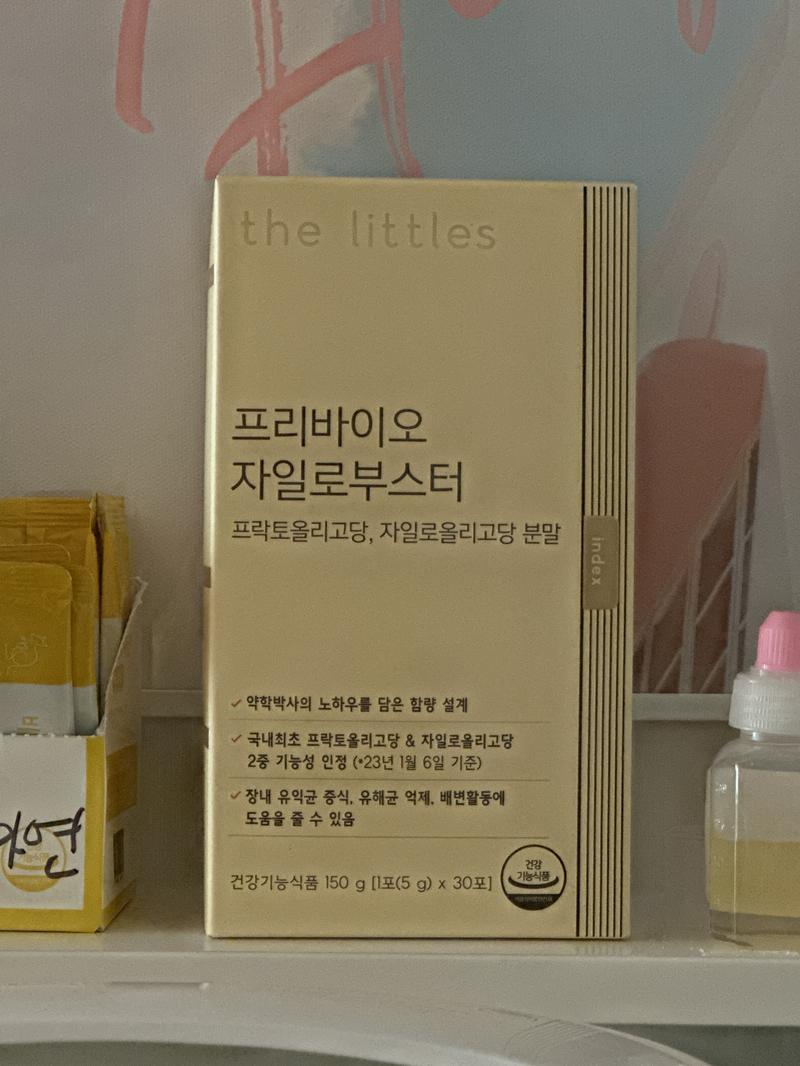 the littles
프리바이오
자일로부스터
프락토올리고당, 자일로올리고당 분말
index
약학박사의 노하우를 담은 함량 설계
국내최초 프락토올리고당 & 자일로올리고당
2중 기능성 인정 (*23년 1월 6일 기준)
장내 유익균 증식, 유해균 억제, 배변활동에
도움을 줄 수 있음
건강기능식품 150 g [1포(5 g) x 30포]
건강
기능식품
연